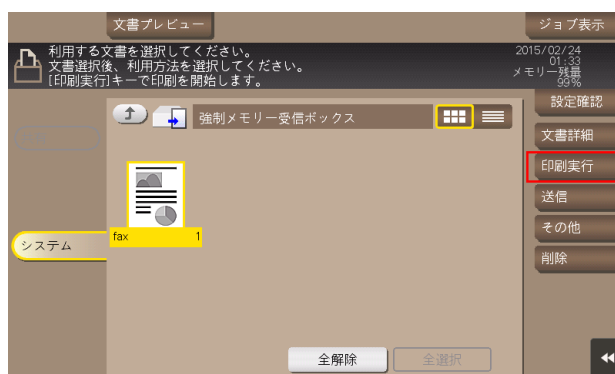 文書プレビュー
ジョブ表示
利用する文書を選択してください。
文書選択後、利用方法を選択してください。
[印刷実行]キーで印刷を開始します。
2015/02/24
01:33
メモリー残量
99%
設定確認
強制メモリー受信ボックス
文書詳細
印刷実行
送信
その他
削除
システム
fax 1
全解除
全選択